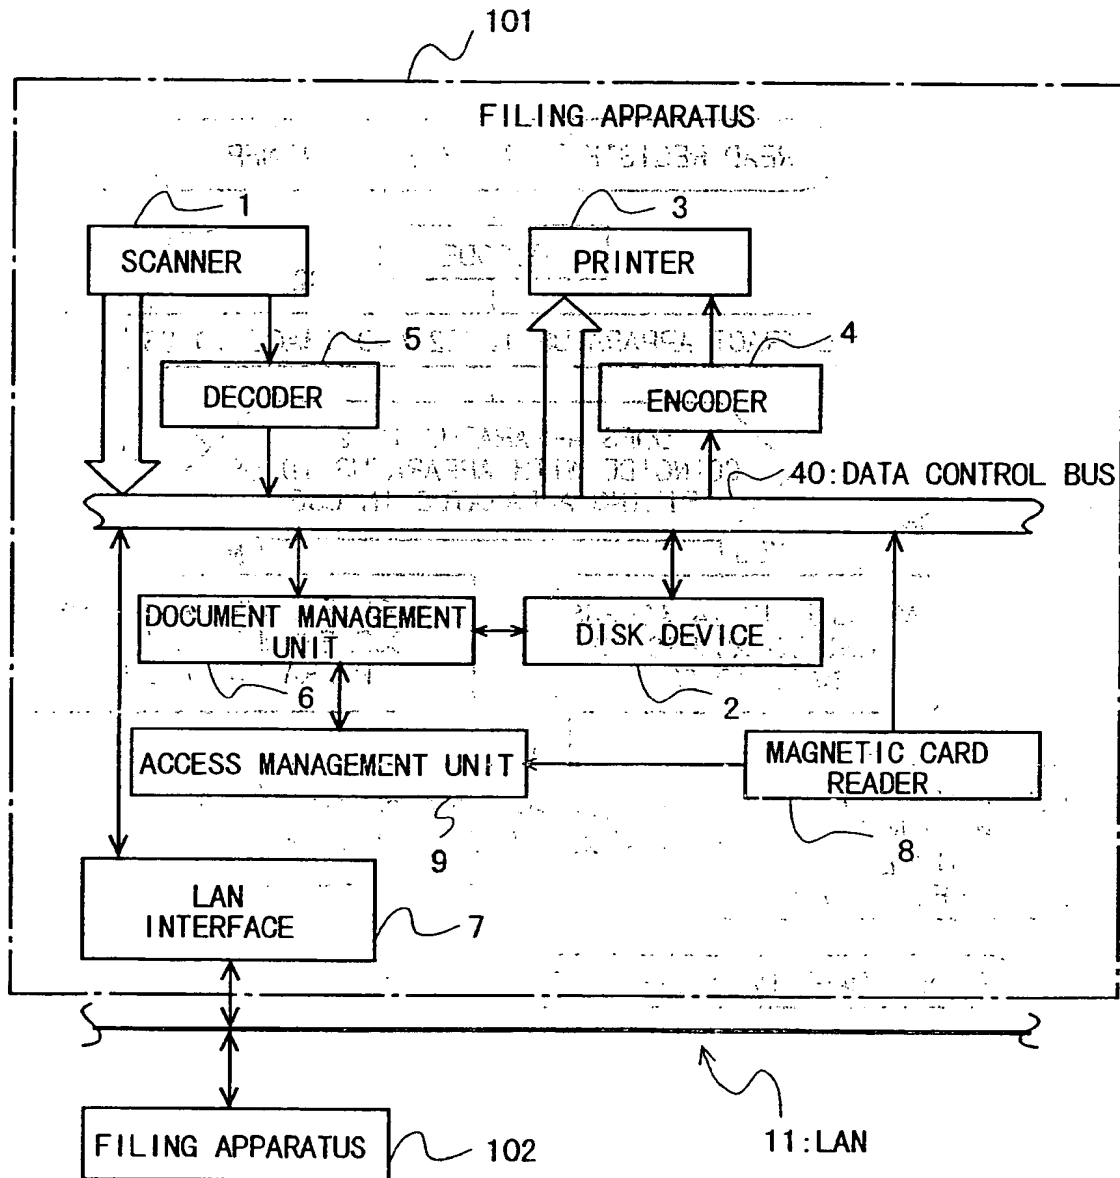 101
FILING APPARATUS
1
3
SCANNER
PRINTER
5
4
DECODER
ENCODER
40:DATA CONTROL BUS
DOCUMENT MANAGEMENT
UNIT
DISK DEVICE
6
2
ACCESS MANAGEMENT UNIT
MAGNETIC CARD
READER
9
8
LAN
INTERFACE
7
FILING APPARATUS
102
11:LAN